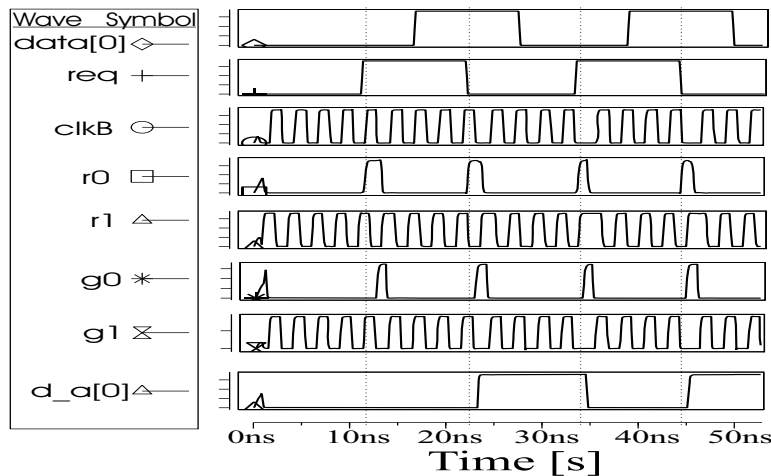 Wave Symbol
data[0]
req
clkB
r0
r1
g0
g1
d_a[0]
0ns 10ns 20ns 30ns 40ns 50ns
Time [s]